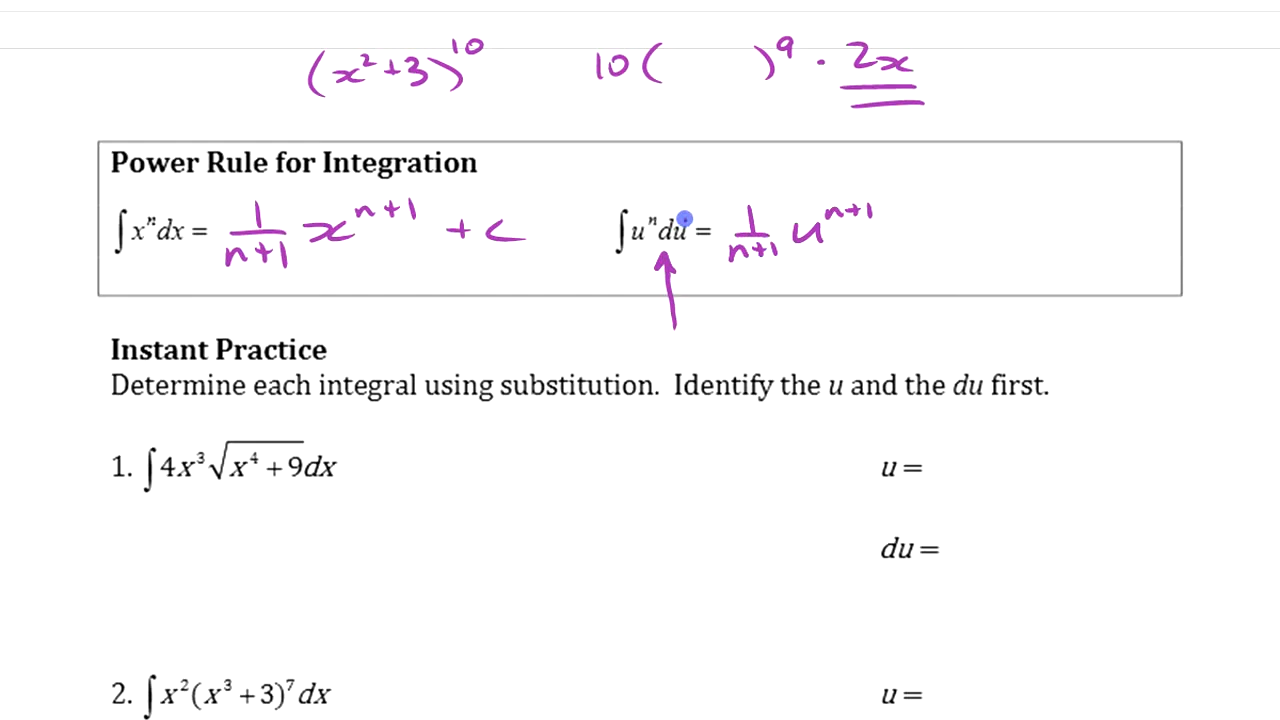 (x²+3)¹⁰ 10( )⁹ · 2x
Power Rule for Integration
∫xⁿdx = 1/(n+1) xⁿ⁺¹ + c ∫uⁿdu = 1/(n+1) uⁿ⁺¹
Instant Practice
Determine each integral using substitution. Identify the u and the du first.
1. ∫4x³√(x⁴+9)dx u =
du =
2. ∫x²(x³+3)⁷dx u =